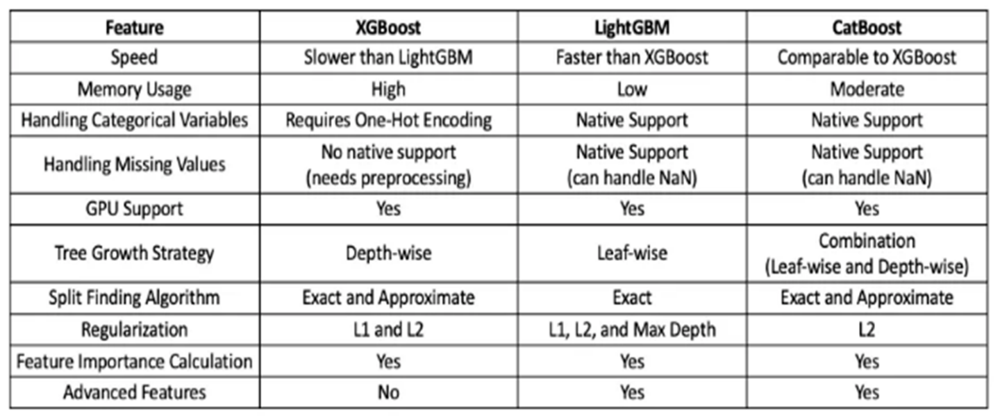 Feature XGBoost LightGBM CatBoost
Speed Slower than LightGBM Faster than XGBoost Comparable to XGBoost
Memory Usage High Low Moderate
Handling Categorical Variables Requires One-Hot Encoding Native Support Native Support
Handling Missing Values No native support (needs preprocessing) Native Support (can handle NaN) Native Support (can handle NaN)
GPU Support Yes Yes Yes
Tree Growth Strategy Depth-wise Leaf-wise Combination (Leaf-wise and Depth-wise)
Split Finding Algorithm Exact and Approximate Exact Exact and Approximate
Regularization L1 and L2 L1, L2, and Max Depth L2
Feature Importance Calculation Yes Yes Yes
Advanced Features No Yes Yes